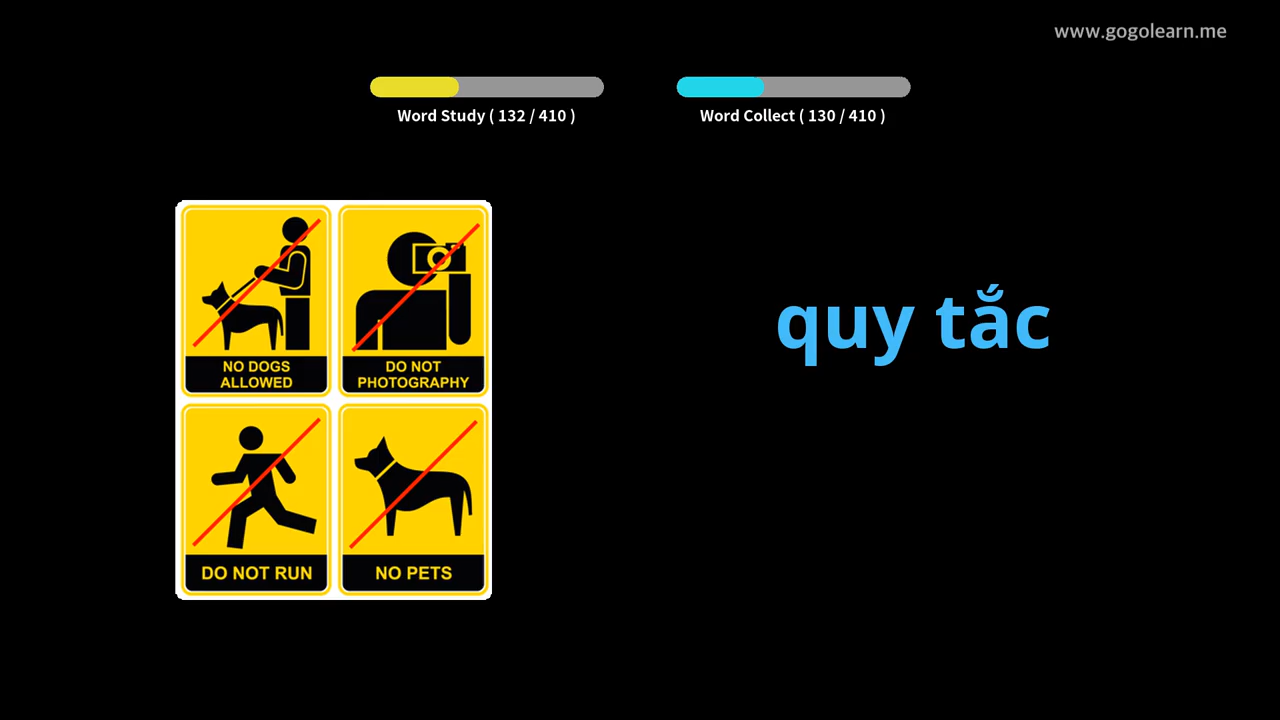 www.gogolearn.me
Word Study ( 132 / 410 )
Word Collect ( 130 / 410 )
NO DOGS
ALLOWED
DO NOT
PHOTOGRAPHY
DO NOT RUN
NO PETS
quy tắc